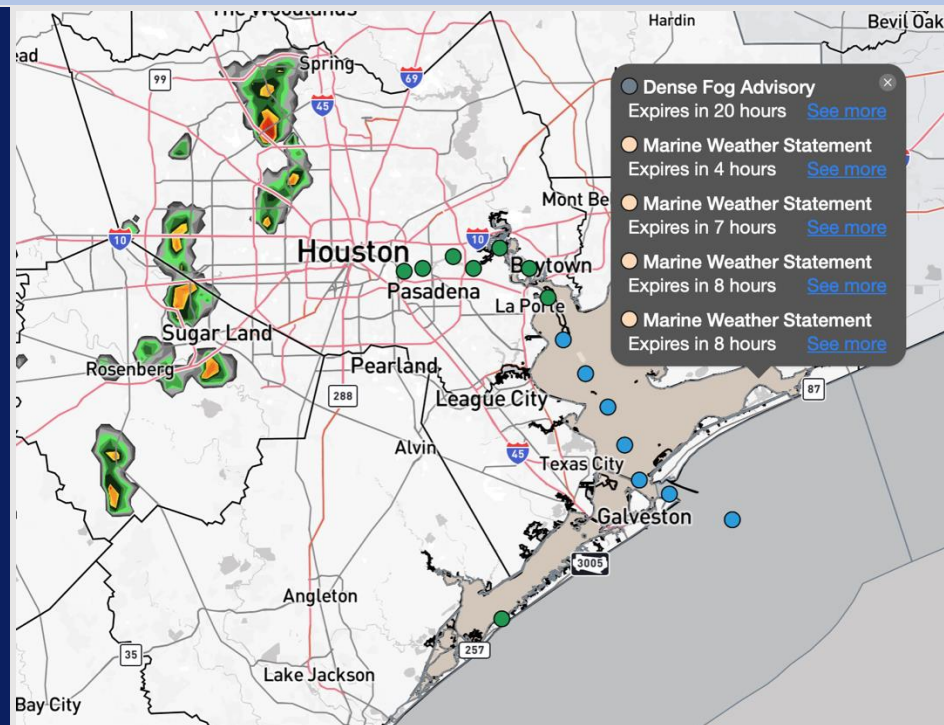 The Woodlands
Hardin
Bevil Oak
ead
99
Spring
69
45
Dense Fog Advisory
Expires in 20 hours See more
Marine Weather Statement
Expires in 4 hours See more
Marine Weather Statement
Expires in 7 hours See more
Marine Weather Statement
Expires in 8 hours See more
Marine Weather Statement
Expires in 8 hours See more
Mont Be
10
Houston
10
Baytown
Pasadena
La Porte
Sugar Land
Rosenberg
Pearland
288
League City
87
Alvin
45
Texas City
Galveston
3005
Angleton
257
35
Lake Jackson
Bay City